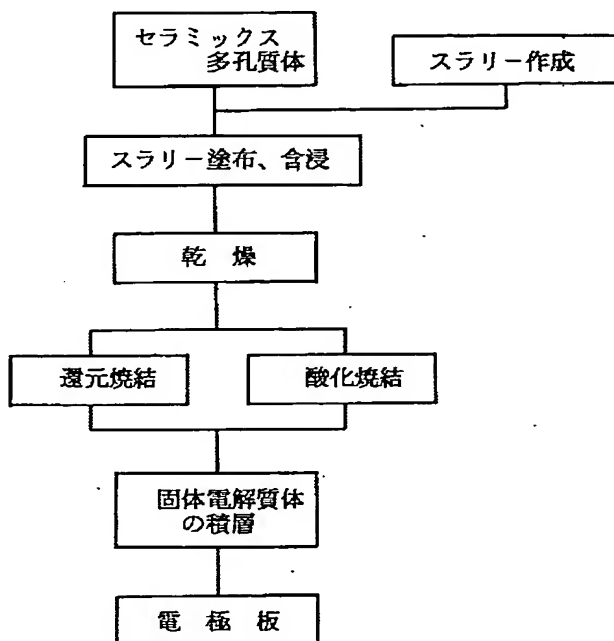 セラミックス
多孔質体
スラリー作成
スラリー塗布、含浸
乾 燥
還元焼結
酸化焼結
固体電解質体
の積層
電 極 板